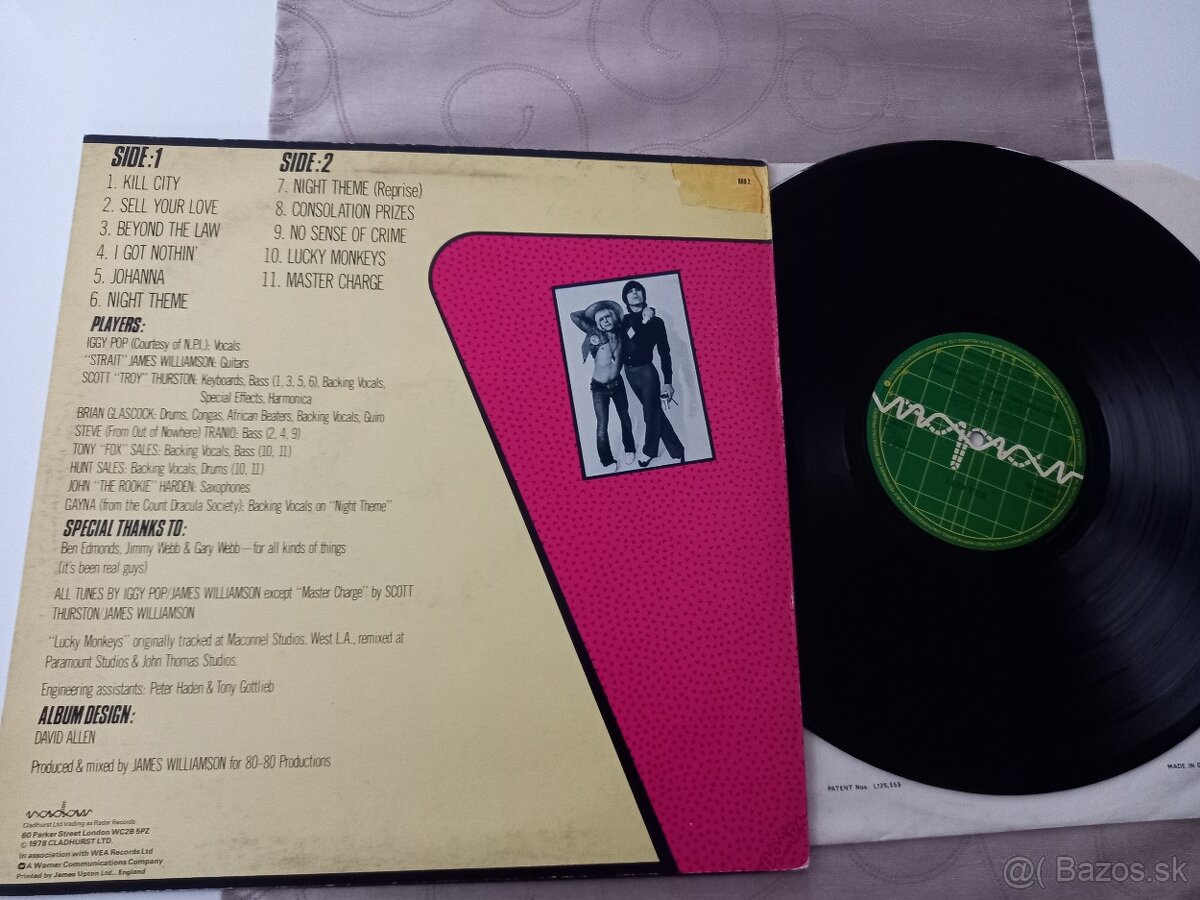 SIDE:1
1. KILL CITY
2. SELL YOUR LOVE
3. BEYOND THE LAW
4. I GOT NOTHIN'
5. JOHANNA
6. NIGHT THEME
SIDE:2
7. NIGHT THEME (Reprise)
8. CONSOLATION PRIZES
9. NO SENSE OF CRIME
10. LUCKY MONKEYS
11. MASTER CHARGE
RAD 2
PLAYERS:
IGGY POP (Courtesy of N.P.I.): Vocals
"STRAIT" JAMES WILLIAMSON: Guitars
SCOTT "TROY" THURSTON: Keyboards, Bass (1, 3, 5, 6), Backing Vocals,
Special Effects, Harmonica
BRIAN GLASCOCK: Drums, Congas, African Beaters, Backing Vocals, Guiro
STEVE (From Out of Nowhere) TRANIO: Bass (2, 4, 9)
TONY "FOX" SALES: Backing Vocals, Bass (10, 11)
HUNT SALES: Backing Vocals, Drums (10, 11)
JOHN "THE ROOKIE" HARDEN: Saxophones
GAYNA (from the Count Dracula Society): Backing Vocals on "Night Theme"
SPECIAL THANKS TO:
Ben Edmonds, Jimmy Webb & Gary Webb—for all kinds of things
(it's been real guys)
ALL TUNES BY IGGY POP/JAMES WILLIAMSON except "Master Charge" by SCOTT
THURSTON/JAMES WILLIAMSON
"Lucky Monkeys" originally tracked at Maconnel Studios, West L.A., remixed at
Paramount Studios & John Thomas Studios.
Engineering assistants: Peter Haden & Tony Gottlieb
ALBUM DESIGN:
DAVID ALLEN
Produced & mixed by JAMES WILLIAMSON for 80-80 Productions
radar
Cladhurst Ltd trading as Radar Records
60 Parker Street London WC2B 5PZ
© 1978 CLADHURST LTD.
In association with WEA Records Ltd
A Warner Communications Company
Printed by James Upton Ltd., England
radar
PATENT Nos. 1,125,555
MADE IN
@( Bazos.sk